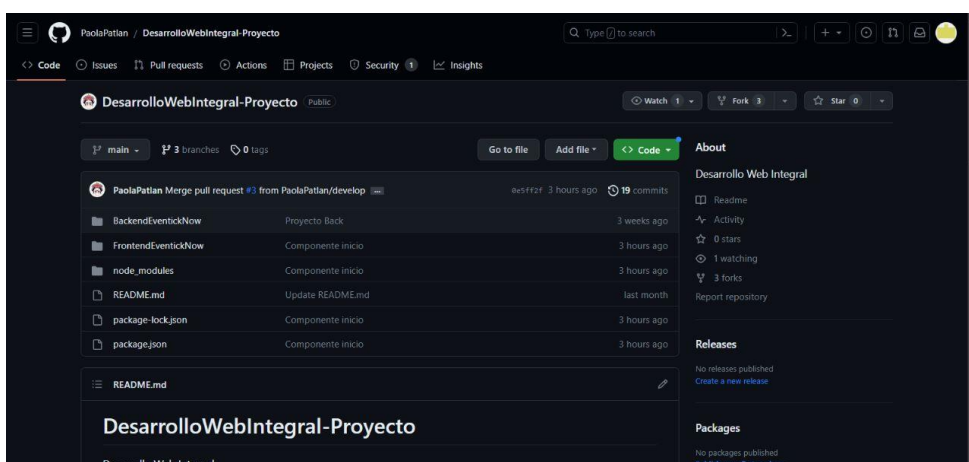 PaolaPatlan / DesarrolloWebIntegral-Proyecto
Type / to search
Code Issues Pull requests Actions Projects Security 1 Insights
DesarrolloWebIntegral-Proyecto Public
Watch 1 Fork 3 Star 0
main 3 branches 0 tags Go to file Add file Code
PaolaPatlan Merge pull request #3 from PaolaPatlan/develop ... 0e5ff2f 3 hours ago 19 commits
BackendEventickNow Proyecto Back 3 weeks ago
FrontendEventickNow Componente inicio 3 hours ago
node_modules Componente inicio 3 hours ago
README.md Update README.md last month
package-lock.json Componente inicio 3 hours ago
package.json Componente inicio 3 hours ago
README.md
DesarrolloWebIntegral-Proyecto
About
Desarrollo Web Integral
Readme
Activity
0 stars
1 watching
3 forks
Report repository
Releases
No releases published
Create a new release
Packages
No packages published